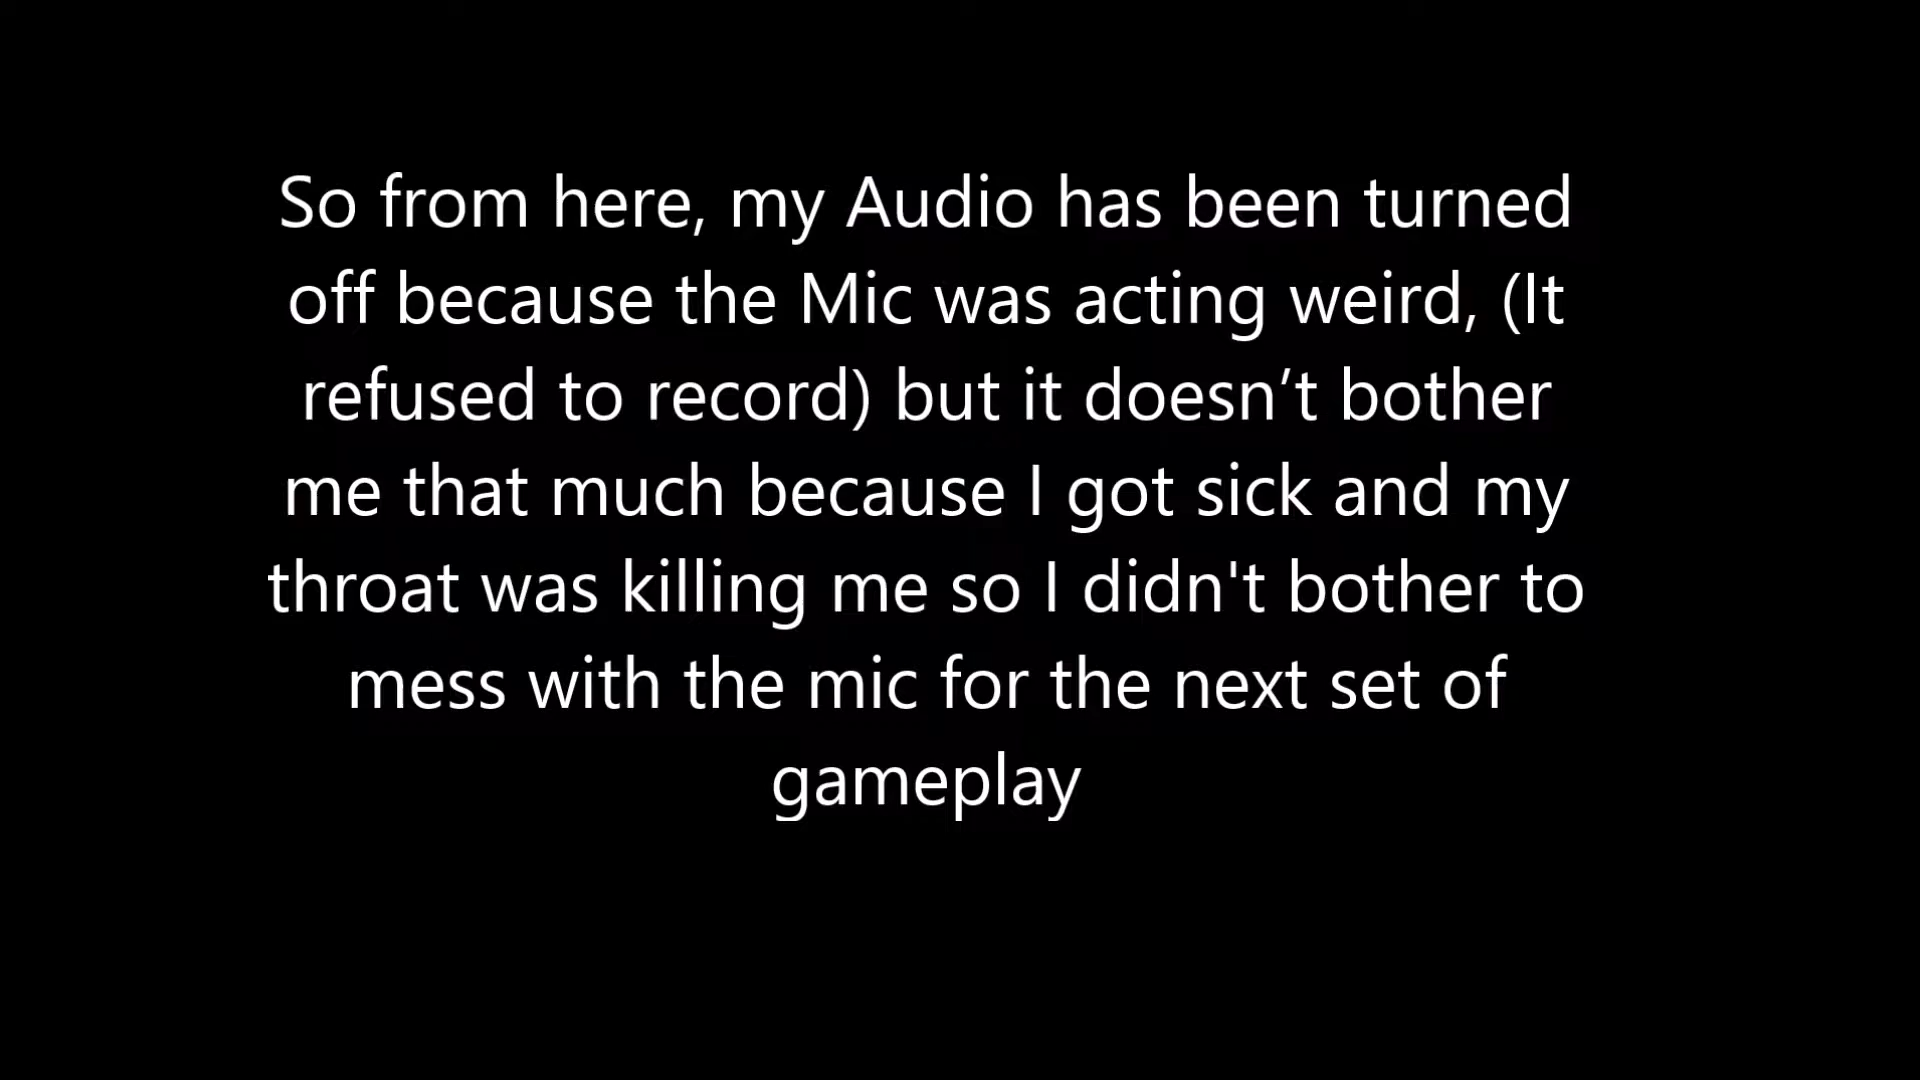 So from here, my Audio has been turned
off because the Mic was acting weird, (It
refused to record) but it doesn’t bother
me that much because I got sick and my
throat was killing me so I didn't bother to
mess with the mic for the next set of
gameplay